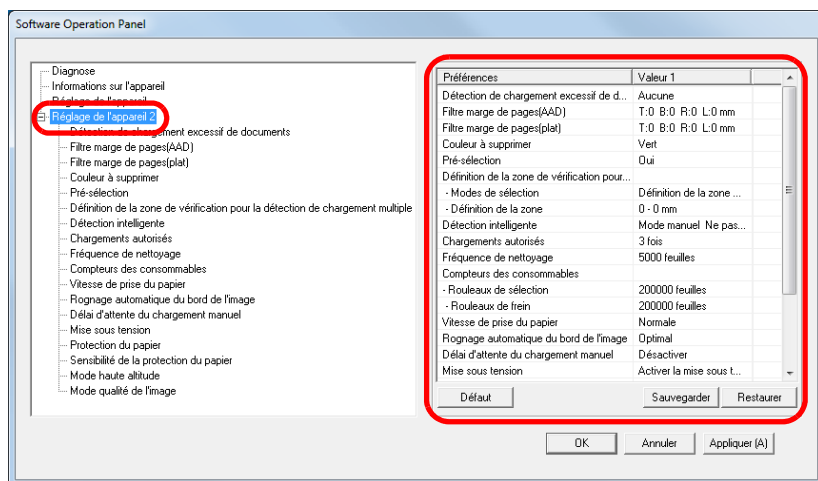 Software Operation Panel
Diagnose
Informations sur l'appareil
Réglage de l'appareil
Réglage de l'appareil 2
Détection de chargement excessif de documents
Filtre marge de pages(AAD)
Filtre marge de pages(plat)
Couleur à supprimer
Pré-sélection
Définition de la zone de vérification pour la détection de chargement multiple
Détection intelligente
Chargements autorisés
Fréquence de nettoyage
Compteurs des consommables
Vitesse de prise du papier
Rognage automatique du bord de l'image
Délai d'attente du chargement manuel
Mise sous tension
Protection du papier
Sensibilité de la protection du papier
Mode haute altitude
Mode qualité de l'image
Préférences Valeur 1
Détection de chargement excessif de d... Aucune
Filtre marge de pages(AAD) T:0 B:0 R:0 L:0 mm
Filtre marge de pages(plat) T:0 B:0 R:0 L:0 mm
Couleur à supprimer Vert
Pré-sélection Oui
Définition de la zone de vérification pour...
- Modes de sélection Définition de la zone ...
- Définition de la zone 0 - 0 mm
Détection intelligente Mode manuel Ne pas...
Chargements autorisés 3 fois
Fréquence de nettoyage 5000 feuilles
Compteurs des consommables
- Rouleaux de sélection 200000 feuilles
- Rouleaux de frein 200000 feuilles
Vitesse de prise du papier Normale
Rognage automatique du bord de l'image Optimal
Délai d'attente du chargement manuel Désactiver
Mise sous tension Activer la mise sous t...
Défaut Sauvegarder Restaurer
OK Annuler Appliquer (A)